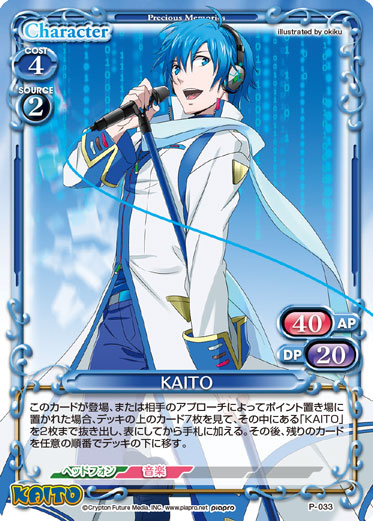 Precious Memories
Character
illustrated by okiku
COST
4
SOURCE
2
40 AP
DP 20
KAITO
このカードが登場、または相手のアプローチによってポイント置き場に
置かれた場合、デッキの上のカード7枚を見て、その中にある「KAITO」
を2枚まで抜き出し、表にしてから手札に加える。その後、残りのカード
を任意の順番でデッキの下に移す。
ヘッドフォン 音楽
KAITO
©Crypton Future Media, INC. www.piapro.net piapro
P-033